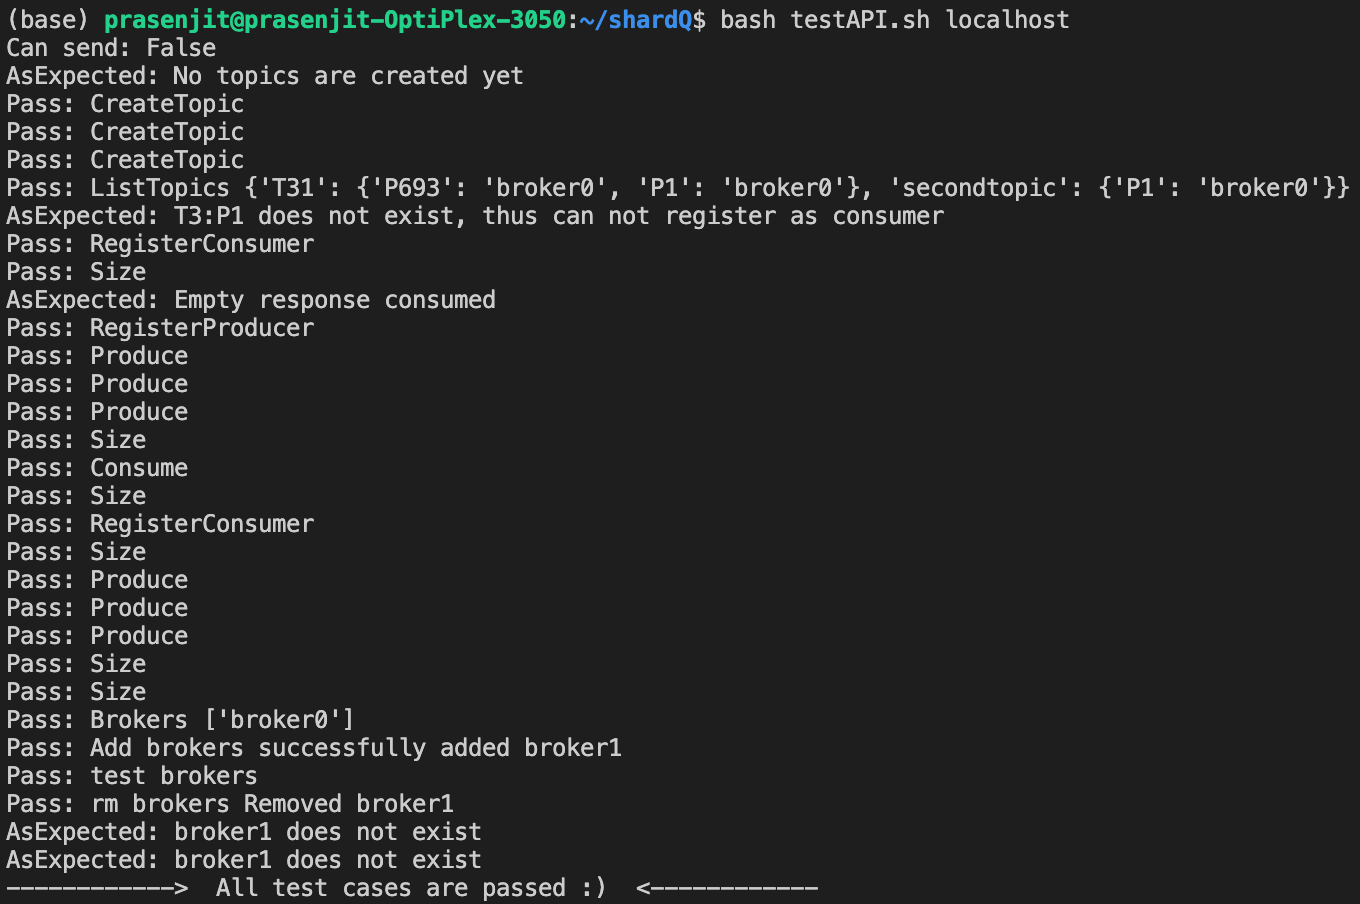 (base) prasenjit@prasenjit-OptiPlex-3050:~/shardQ$ bash testAPI.sh localhost
Can send: False
AsExpected: No topics are created yet
Pass: CreateTopic
Pass: CreateTopic
Pass: CreateTopic
Pass: ListTopics {'T31': {'P693': 'broker0', 'P1': 'broker0'}, 'secondtopic': {'P1': 'broker0'}}
AsExpected: T3:P1 does not exist, thus can not register as consumer
Pass: RegisterConsumer
Pass: Size
AsExpected: Empty response consumed
Pass: RegisterProducer
Pass: Produce
Pass: Produce
Pass: Produce
Pass: Size
Pass: Consume
Pass: Size
Pass: RegisterConsumer
Pass: Size
Pass: Produce
Pass: Produce
Pass: Produce
Pass: Size
Pass: Size
Pass: Brokers ['broker0']
Pass: Add brokers successfully added broker1
Pass: test brokers
Pass: rm brokers Removed broker1
AsExpected: broker1 does not exist
AsExpected: broker1 does not exist
------------>  All test cases are passed :)  <------------